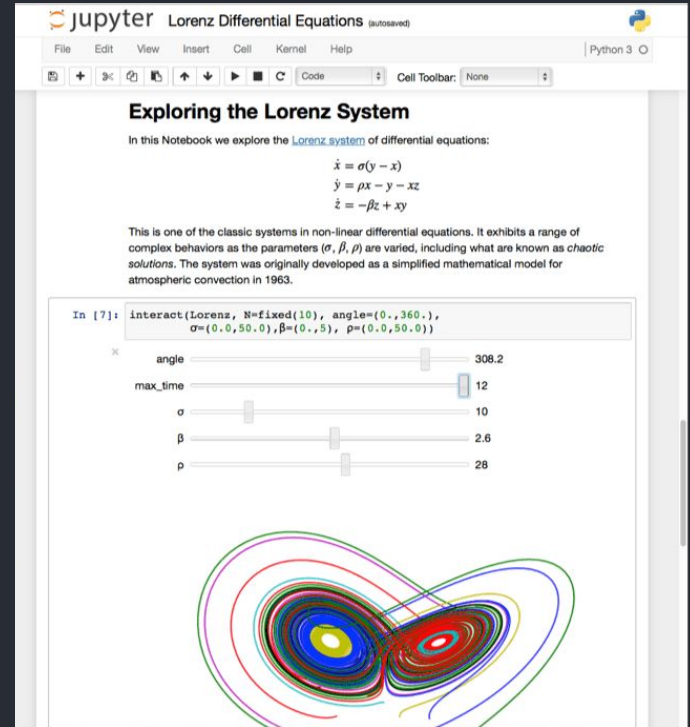 jupyter Lorenz Differential Equations (autosaved)
File Edit View Insert Cell Kernel Help Python 3 O
Code Cell Toolbar: None
Exploring the Lorenz System
In this Notebook we explore the Lorenz system of differential equations:
ẋ = σ(y − x)
ẏ = ρx − y − xz
ż = −βz + xy
This is one of the classic systems in non-linear differential equations. It exhibits a range of
complex behaviors as the parameters (σ, β, ρ) are varied, including what are known as chaotic
solutions. The system was originally developed as a simplified mathematical model for
atmospheric convection in 1963.
In [7]: interact(Lorenz, N=fixed(10), angle=(0.,360.),
σ=(0.0,50.0),β=(0.,5), ρ=(0.0,50.0))
angle 308.2
max_time 12
σ 10
β 2.6
ρ 28